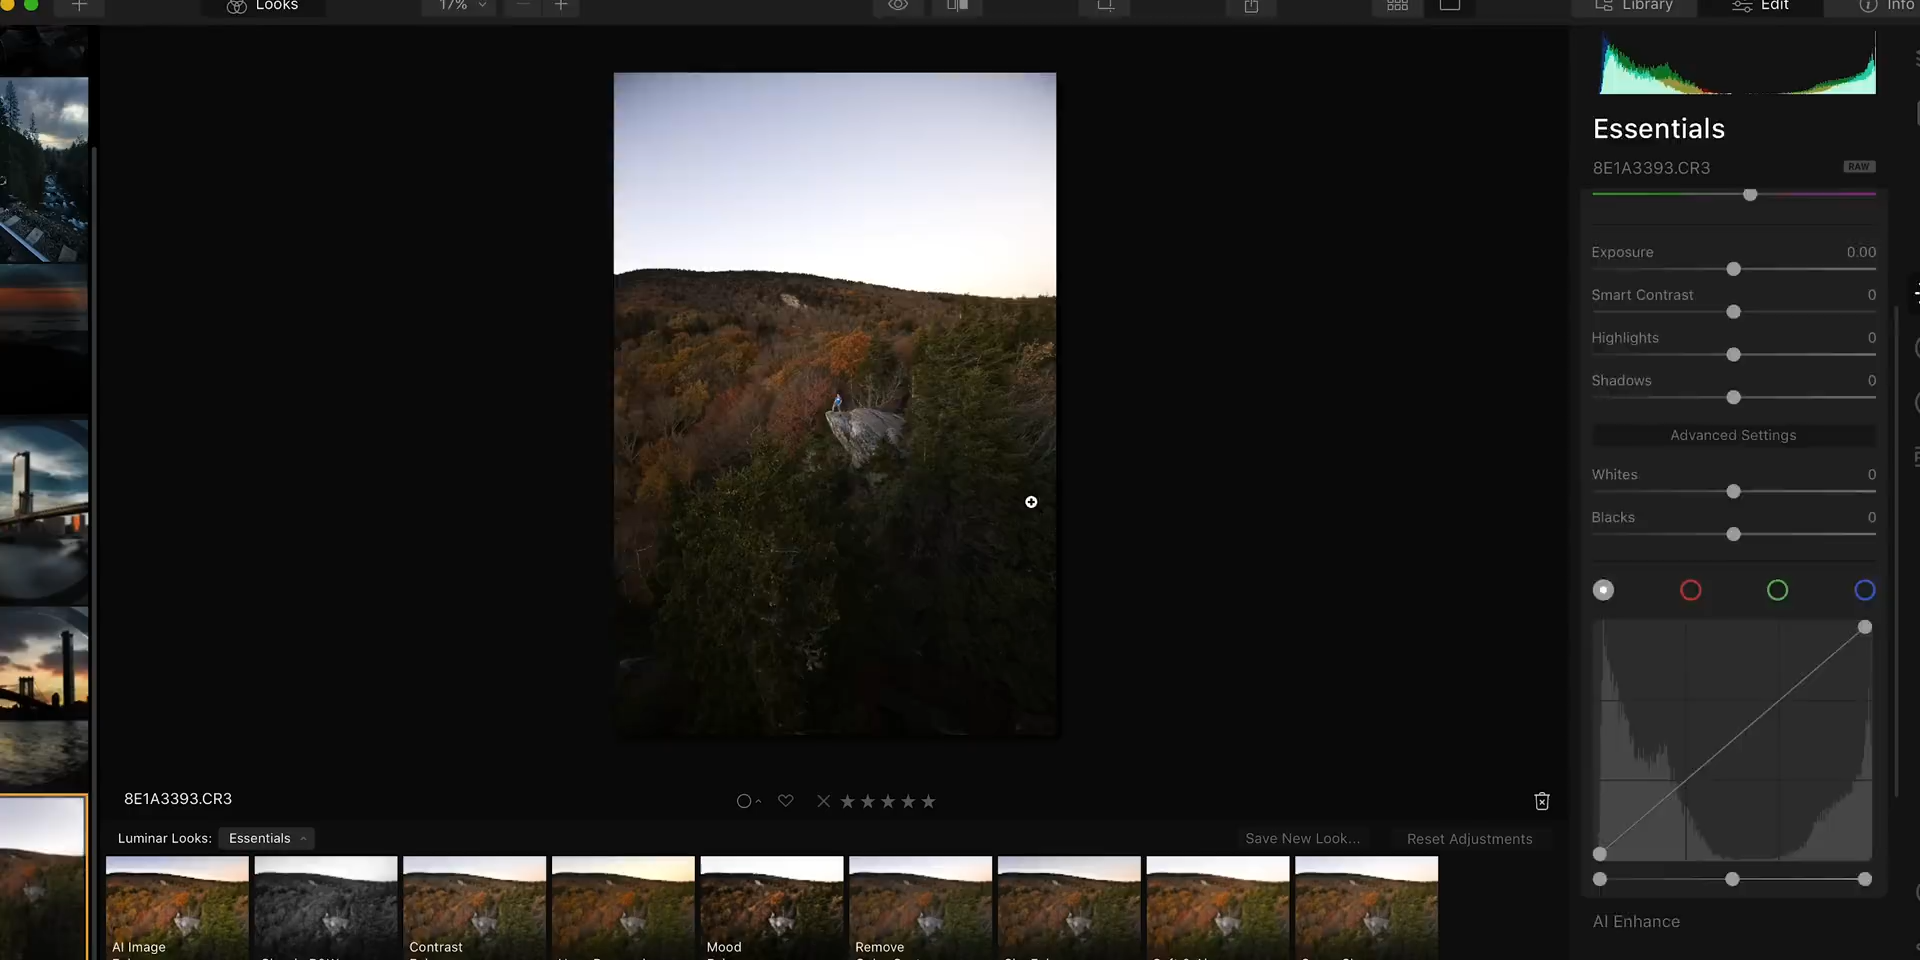 Looks
17%
Library
Edit
Info
Essentials
8E1A3393.CR3
RAW
Exposure 0.00
Smart Contrast 0
Highlights 0
Shadows 0
Advanced Settings
Whites 0
Blacks 0
AI Enhance
8E1A3393.CR3
Luminar Looks: Essentials
Save New Look...
Reset Adjustments
AI Image
Contrast
Mood
Remove